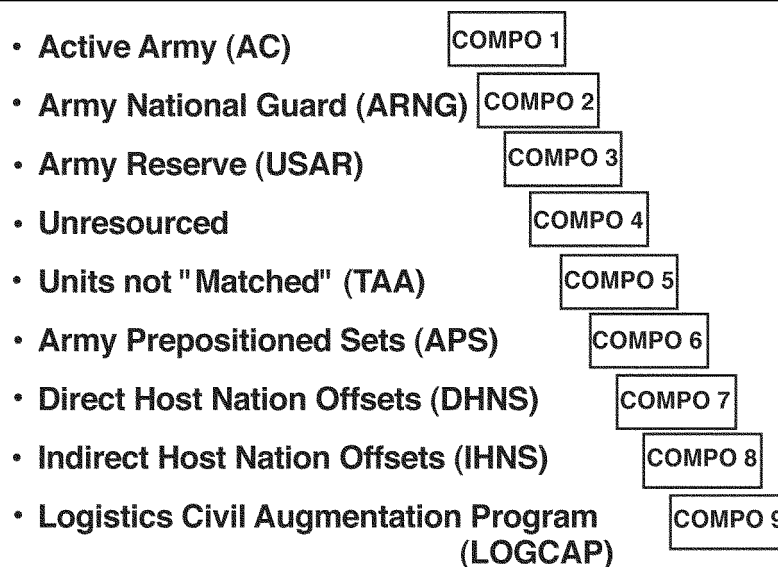 • Active Army (AC) COMPO 1
• Army National Guard (ARNG) COMPO 2
• Army Reserve (USAR) COMPO 3
• Unresourced COMPO 4
• Units not "Matched" (TAA) COMPO 5
• Army Prepositioned Sets (APS) COMPO 6
• Direct Host Nation Offsets (DHNS) COMPO 7
• Indirect Host Nation Offsets (IHNS) COMPO 8
• Logistics Civil Augmentation Program COMPO 9
(LOGCAP)